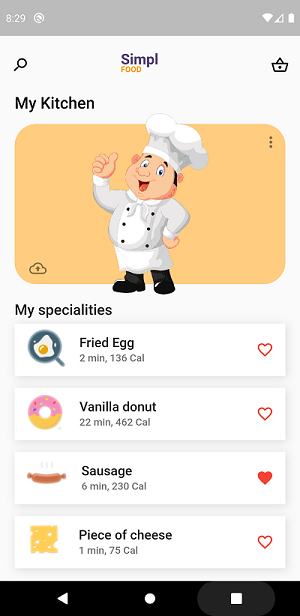 8:29
Simpl
FOOD
My Kitchen
My specialities
Fried Egg
2 min, 136 Cal
Vanilla donut
22 min, 462 Cal
Sausage
6 min, 230 Cal
Piece of cheese
1 min, 75 Cal